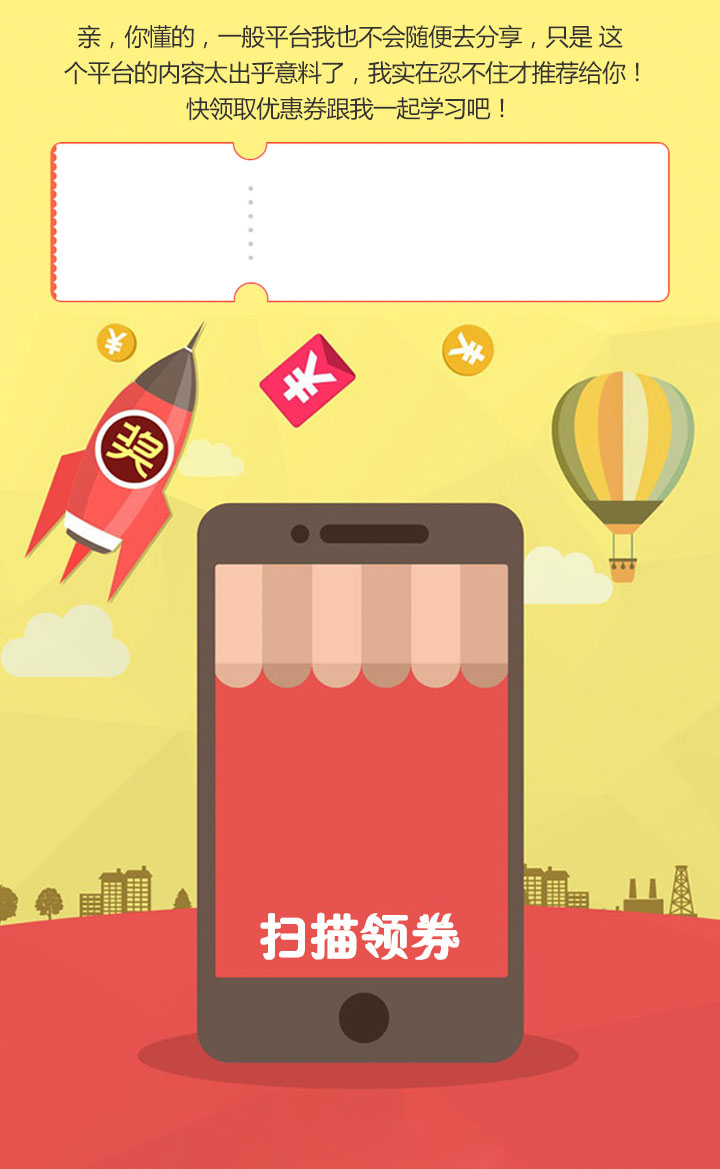 亲，你懂的，一般平台我也不会随便去分享，只是 这
个平台的内容太出乎意料了，我实在忍不住才推荐给你！
快领取优惠券跟我一起学习吧！
¥
¥
¥
奖
扫描领券